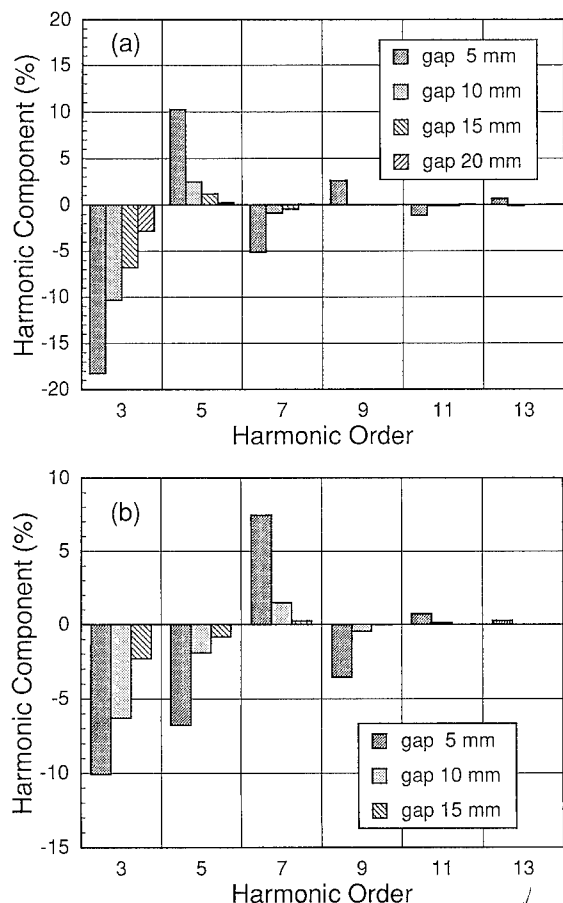 (a)
gap 5 mm
gap 10 mm
gap 15 mm
gap 20 mm
20
15
10
5
0
-5
-10
-15
-20
Harmonic Component (%)
3 5 7 9 11 13
Harmonic Order
(b)
gap 5 mm
gap 10 mm
gap 15 mm
10
5
0
-5
-10
-15
Harmonic Component (%)
3 5 7 9 11 13
Harmonic Order